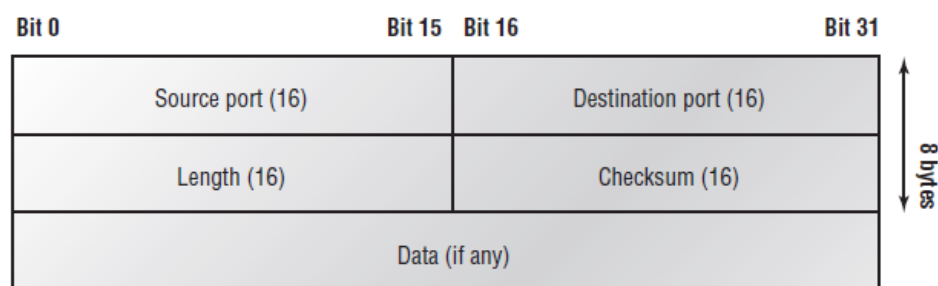 Bit 0 Bit 15 Bit 16 Bit 31
Source port (16) Destination port (16)
Length (16) Checksum (16)
8 bytes
Data (if any)